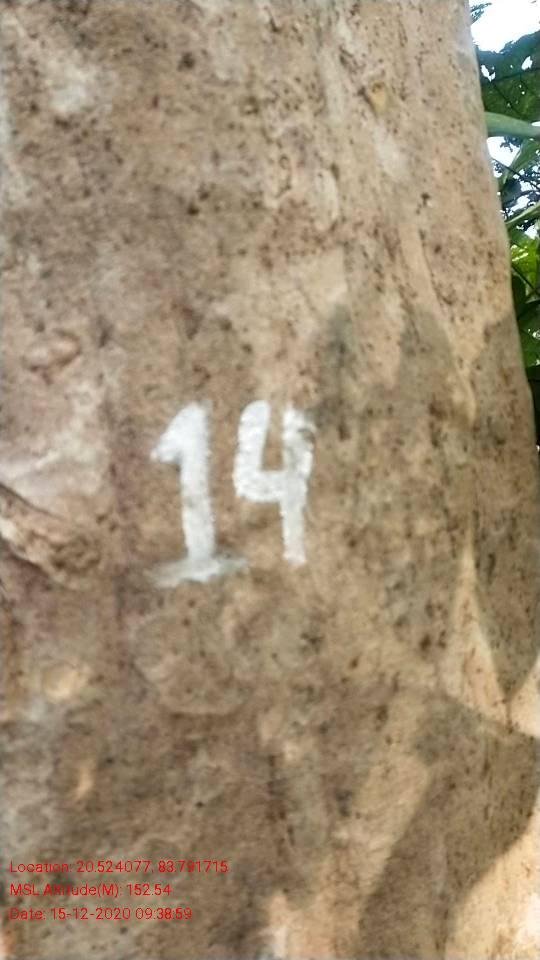 14
Location: 20.524077, 83.791715
MSL Altitude(M): 152.54
Date: 15-12-2020 09:38:59